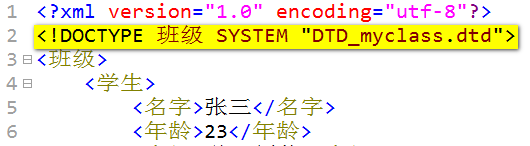 1 <?xml version="1.0" encoding="utf-8"?>
2 <!DOCTYPE 班级 SYSTEM "DTD_myclass.dtd">
3 <班级>
4 <学生>
5 <名字>张三</名字>
6 <年龄>23</年龄>